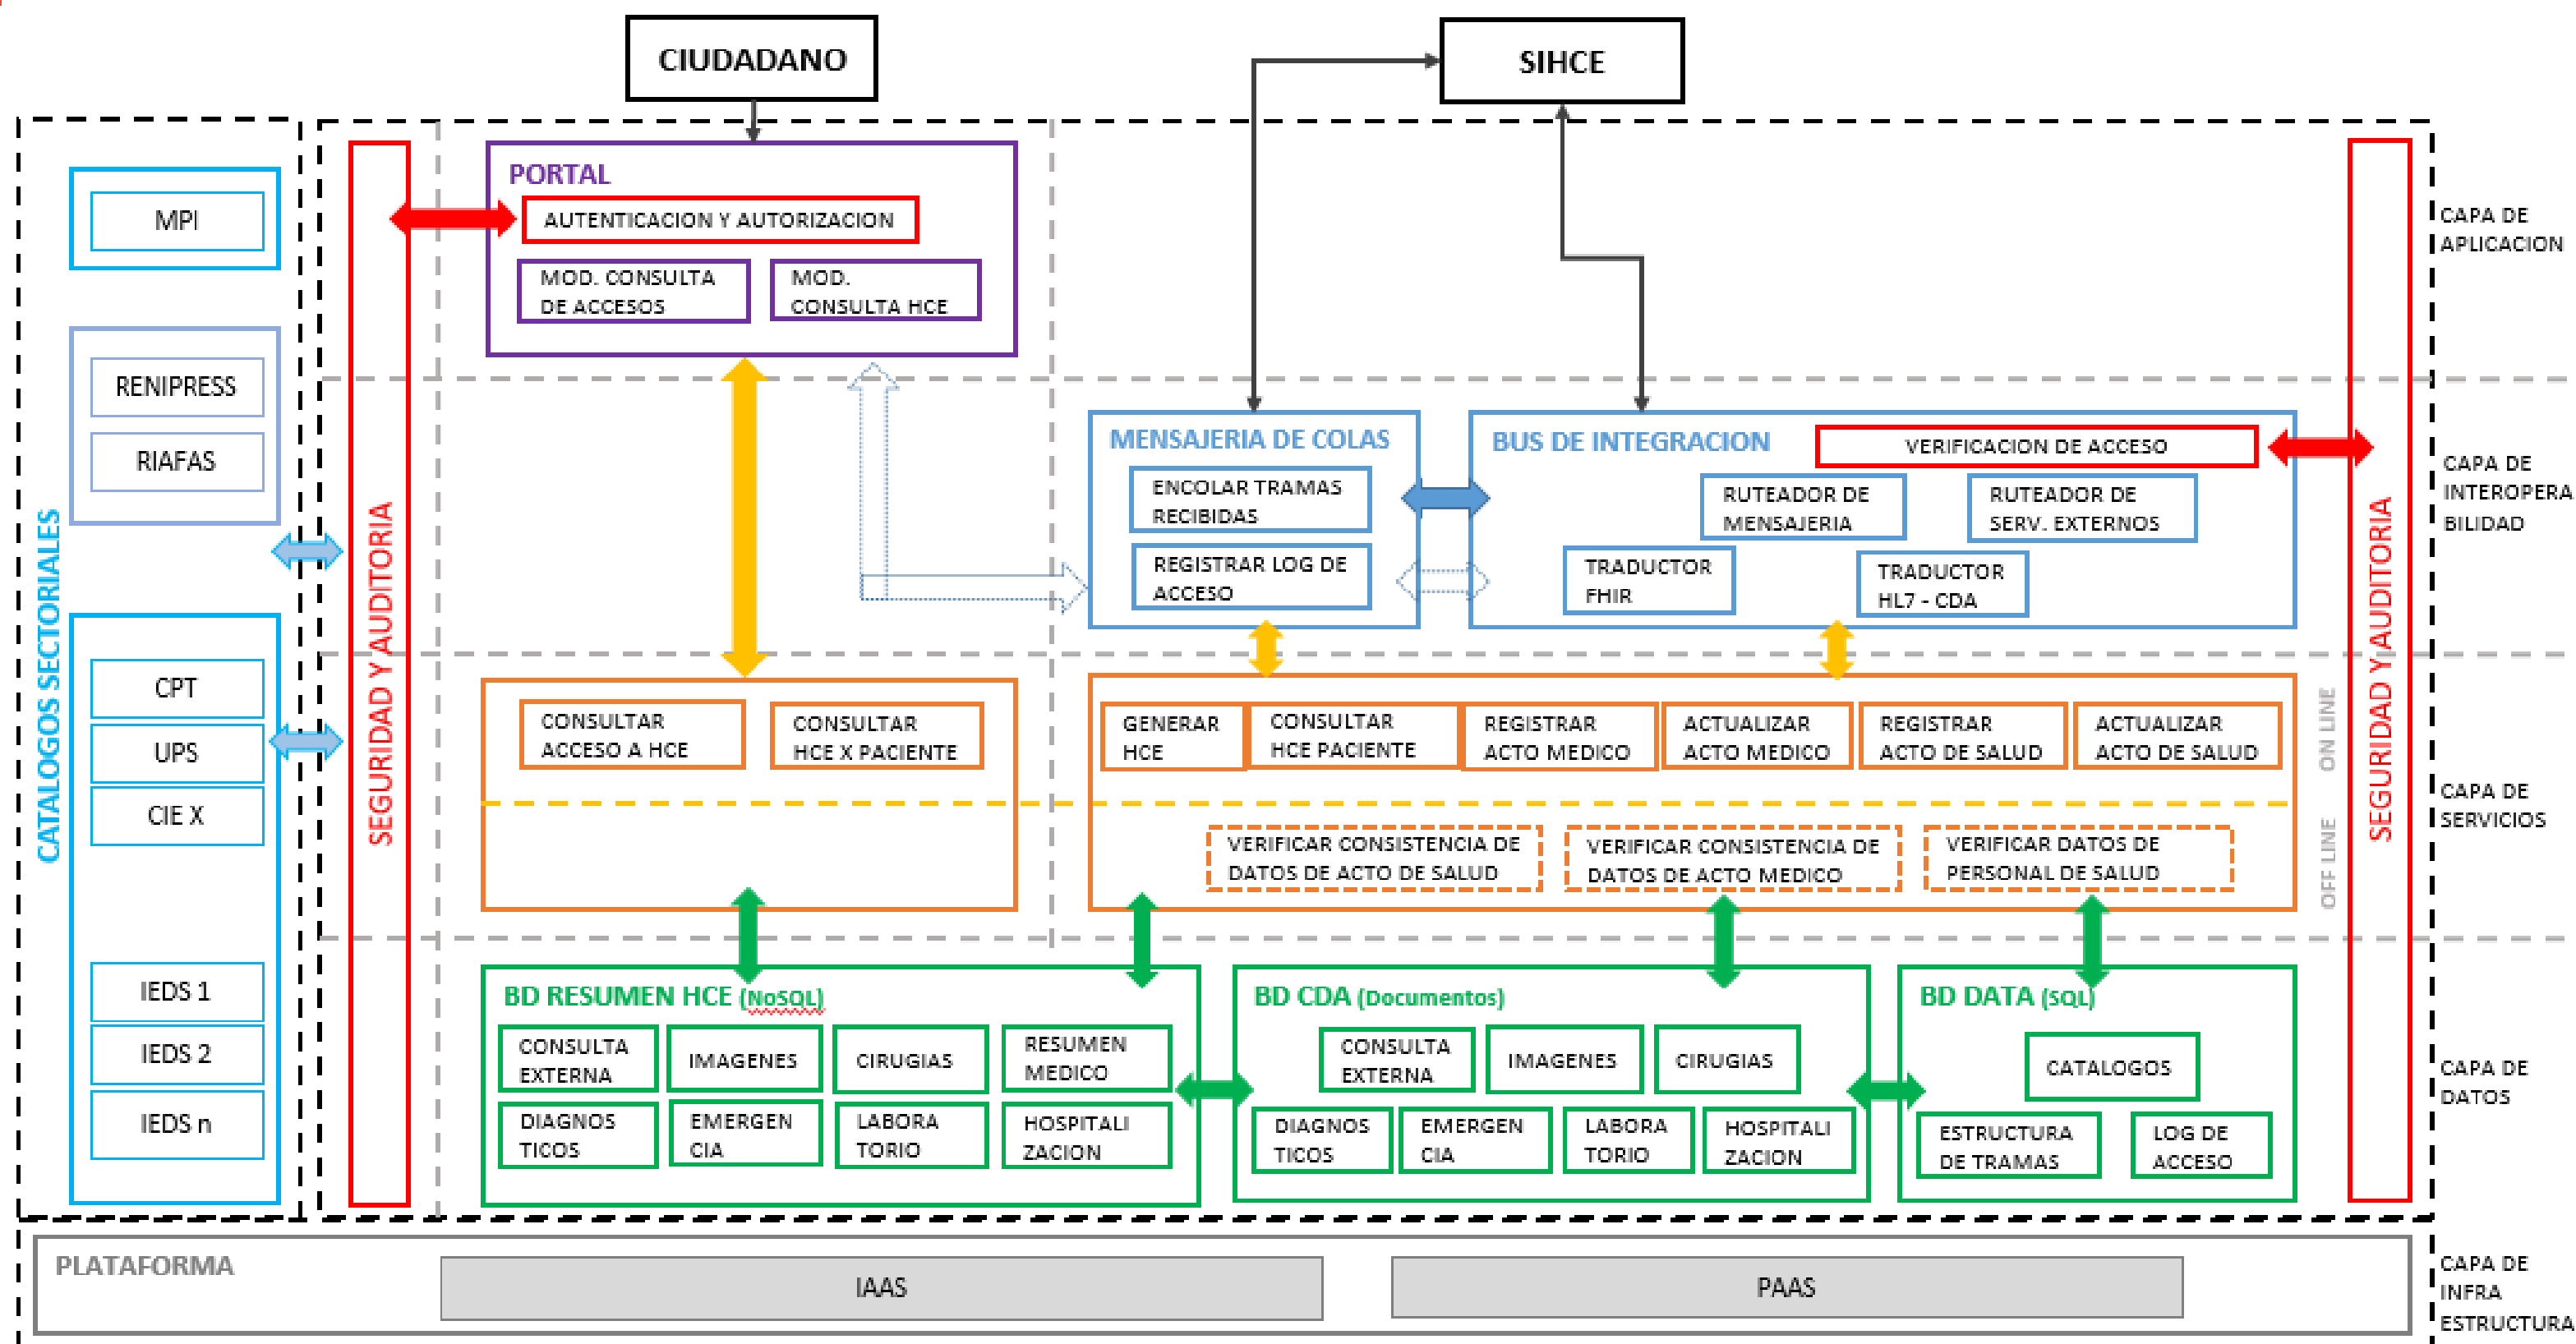 CIUDADANO
SIHCE
CATALOGOS SECTORIALES
MPI
RENIPRESS
RIAFAS
CPT
UPS
CIE X
IEDS 1
IEDS 2
IEDS n
SEGURIDAD Y AUDITORIA
PORTAL
AUTENTICACION Y AUTORIZACION
MOD. CONSULTA
DE ACCESOS
MOD.
CONSULTA HCE
CAPA DE
APLICACION
MENSAJERIA DE COLAS
ENCOLAR TRAMAS
RECIBIDAS
REGISTRAR LOG DE
ACCESO
BUS DE INTEGRACION
VERIFICACION DE ACCESO
RUTEADOR DE
MENSAJERIA
RUTEADOR DE
SERV. EXTERNOS
TRADUCTOR
FHIR
TRADUCTOR
HL7 - CDA
SEGURIDAD Y AUDITORIA
CAPA DE
INTEROPERA
BILIDAD
CONSULTAR
ACCESO A HCE
CONSULTAR
HCE X PACIENTE
GENERAR
HCE
CONSULTAR
HCE PACIENTE
REGISTRAR
ACTO MEDICO
ACTUALIZAR
ACTO MEDICO
REGISTRAR
ACTO DE SALUD
ACTUALIZAR
ACTO DE SALUD
ON LINE
VERIFICAR CONSISTENCIA DE
DATOS DE ACTO DE SALUD
VERIFICAR CONSISTENCIA DE
DATOS DE ACTO MEDICO
VERIFICAR DATOS DE
PERSONAL DE SALUD
OFF LINE
CAPA DE
SERVICIOS
BD RESUMEN HCE (NoSQL)
CONSULTA
EXTERNA
IMAGENES
CIRUGIAS
RESUMEN
MEDICO
DIAGNOS
TICOS
EMERGEN
CIA
LABORA
TORIO
HOSPITALI
ZACION
BD CDA (Documentos)
CONSULTA
EXTERNA
IMAGENES
CIRUGIAS
DIAGNOS
TICOS
EMERGEN
CIA
LABORA
TORIO
HOSPITALI
ZACION
BD DATA (SQL)
CATALOGOS
ESTRUCTURA
DE TRAMAS
LOG DE
ACCESO
CAPA DE
DATOS
PLATAFORMA
IAAS
PAAS
CAPA DE
INFRA
ESTRUCTURA